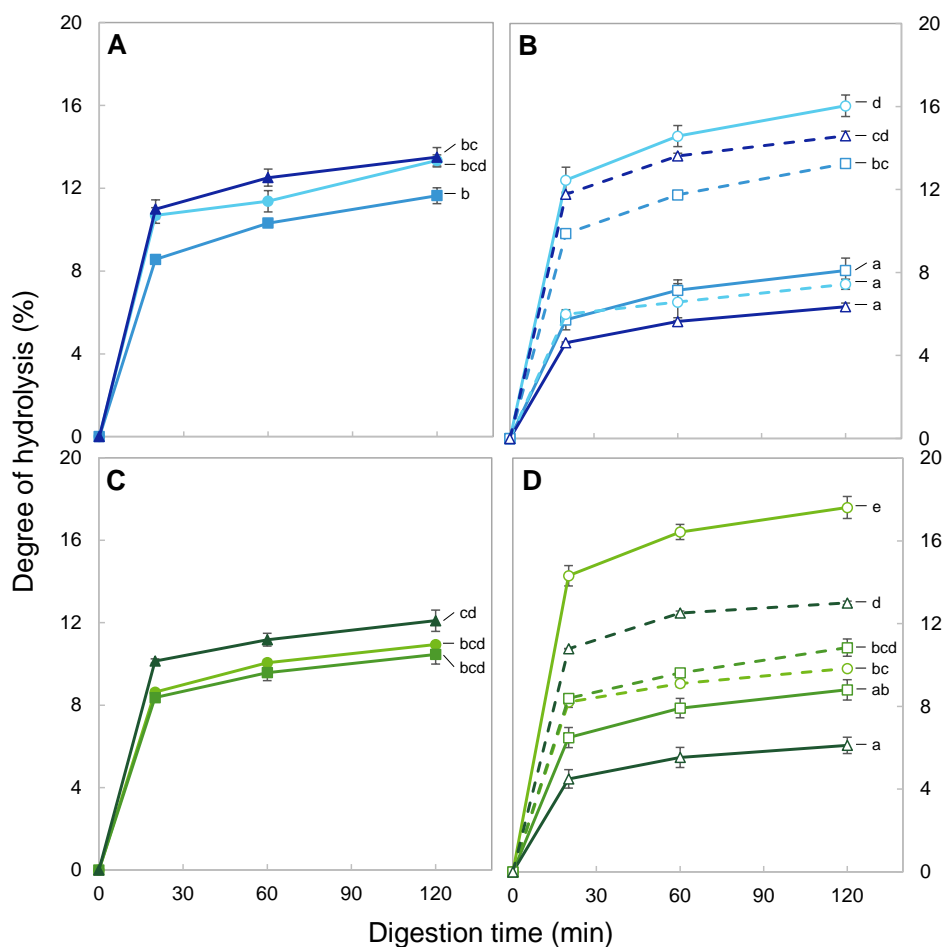 Degree of hydrolysis (%)
A
20
16
12
8
4
0
bc
bcd
b
B
d
cd
bc
a
a
a
20
16
12
8
4
0
C
20
16
12
8
4
0
cd
bcd
bcd
0 30 60 90 120
D
e
d
bcd
bc
ab
a
20
16
12
8
4
0
0 30 60 90 120
Digestion time (min)